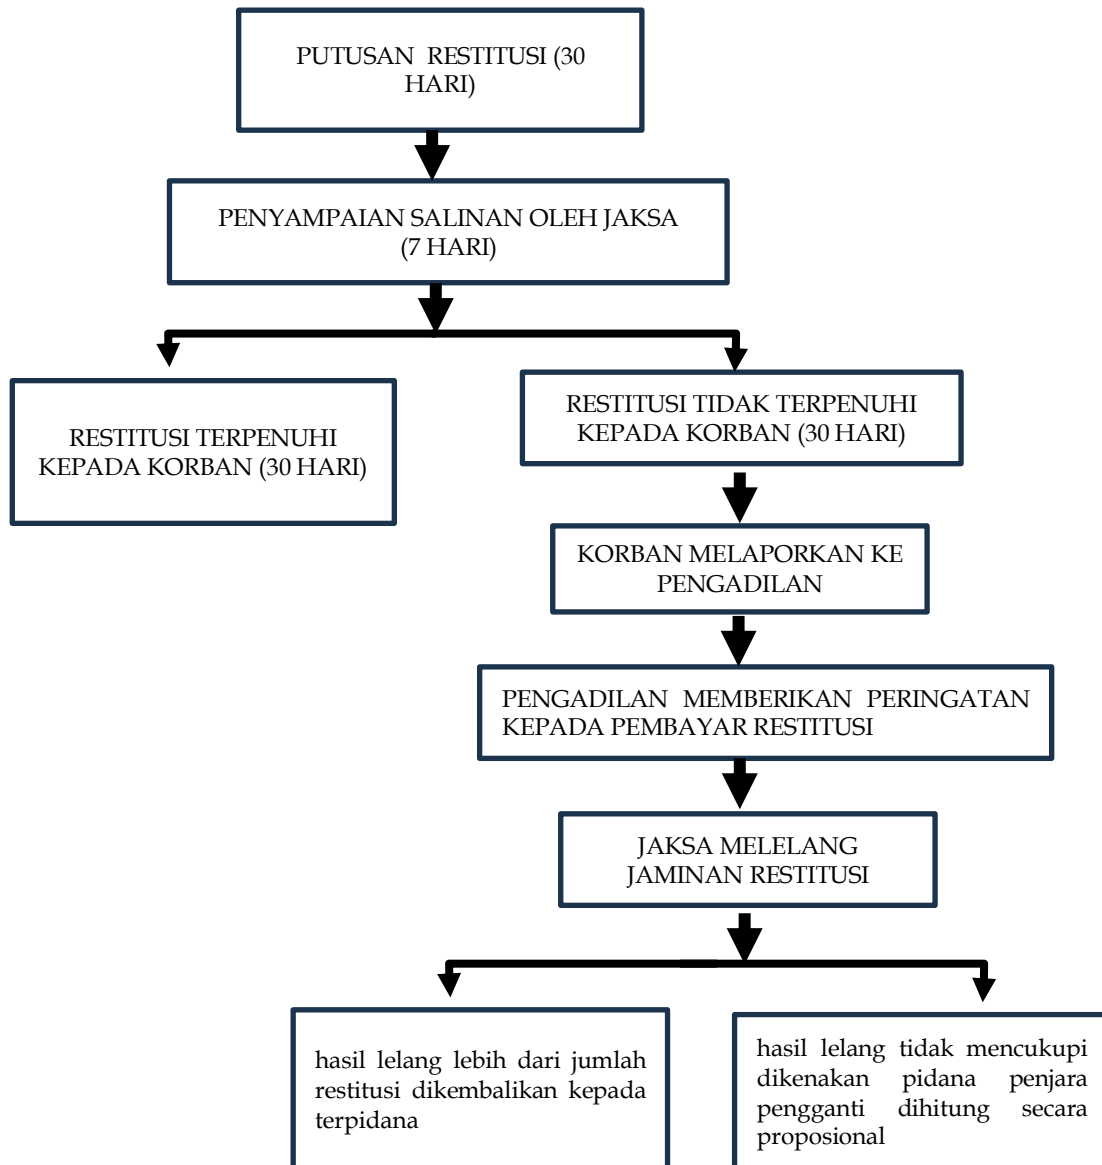 PUTUSAN RESTITUSI (30
HARI)
PENYAMPAIAN SALINAN OLEH JAKSA
(7 HARI)
RESTITUSI TERPENUHI
KEPADA KORBAN (30 HARI)
RESTITUSI TIDAK TERPENUHI
KEPADA KORBAN (30 HARI)
KORBAN MELAPORKAN KE
PENGADILAN
PENGADILAN MEMBERIKAN PERINGATAN
KEPADA PEMBAYAR RESTITUSI
JAKSA MELELANG
JAMINAN RESTITUSI
hasil lelang lebih dari jumlah
restitusi dikembalikan kepada
terpidana
hasil lelang tidak mencukupi
dikenakan pidana penjara
pengganti dihitung secara
proposional